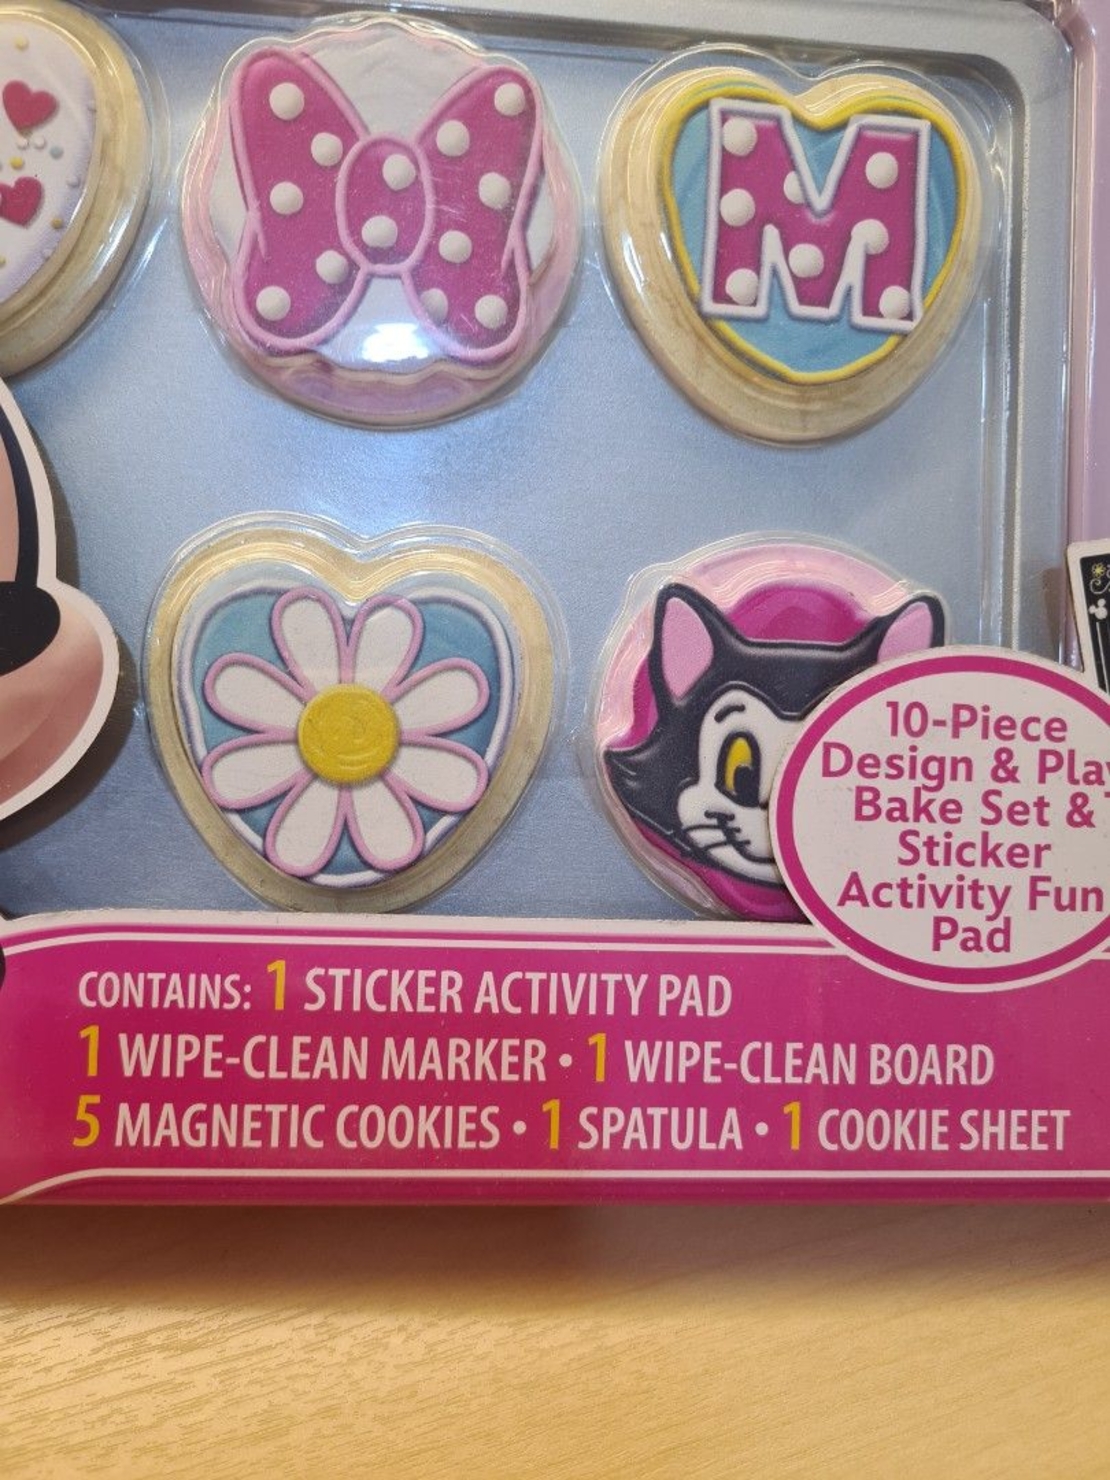 M
10-Piece
Design & Play
Bake Set &
Sticker
Activity Fun
Pad
CONTAINS: 1 STICKER ACTIVITY PAD
1 WIPE-CLEAN MARKER • 1 WIPE-CLEAN BOARD
5 MAGNETIC COOKIES • 1 SPATULA • 1 COOKIE SHEET